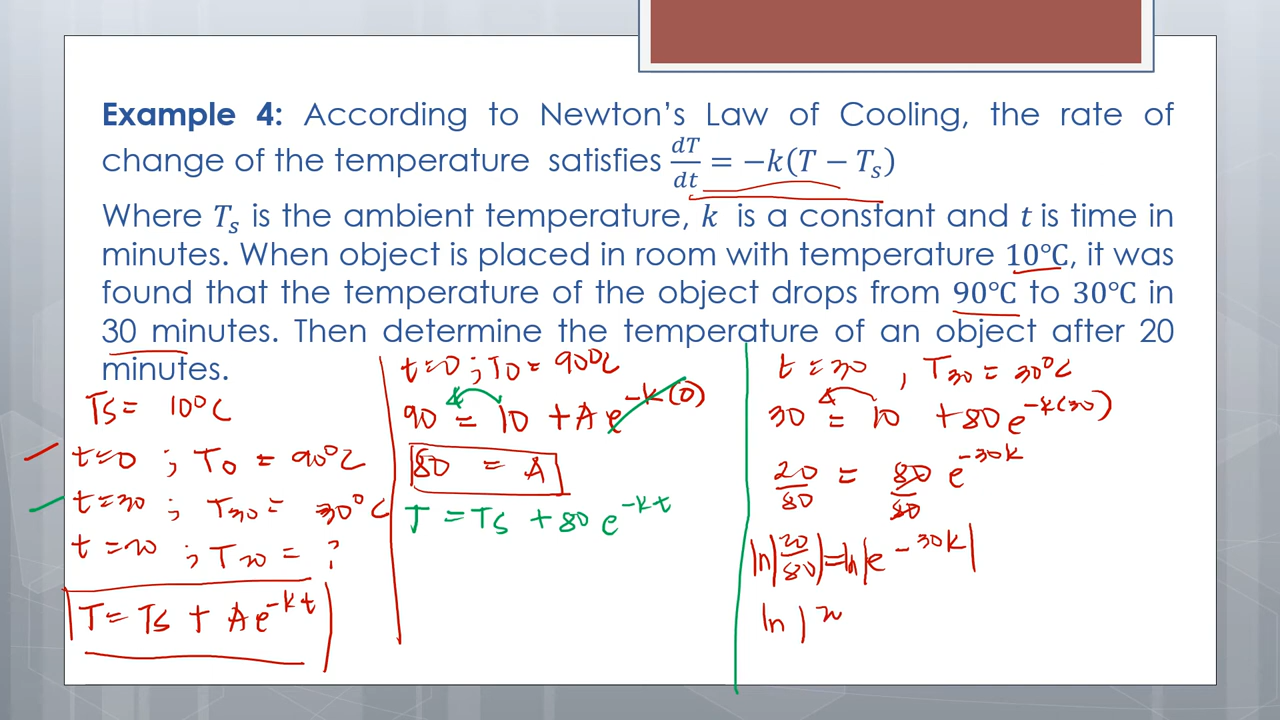 Example 4: According to Newton's Law of Cooling, the rate of
change of the temperature satisfies dT/dt = −k(T − Tₛ)
Where Tₛ is the ambient temperature, k is a constant and t is time in
minutes. When object is placed in room with temperature 10°C, it was
found that the temperature of the object drops from 90°C to 30°C in
30 minutes. Then determine the temperature of an object after 20
minutes.
Ts = 10°C
t=0 ; T0 = 90°C
t=30 ; T30 = 30°C
t=20 ; T20 = ?
T = Ts + Ae^-kt
t=0 ; T0 = 90°C
90 = 10 + Ae^-k(0)
80 = A
T = Ts + 80 e^-kt
t=30 , T30 = 30°C
30 = 10 + 80e^-k(30)
20/80 = 80/80 e^-30k
ln|20/80| = ln|e^-30k|
ln | 2